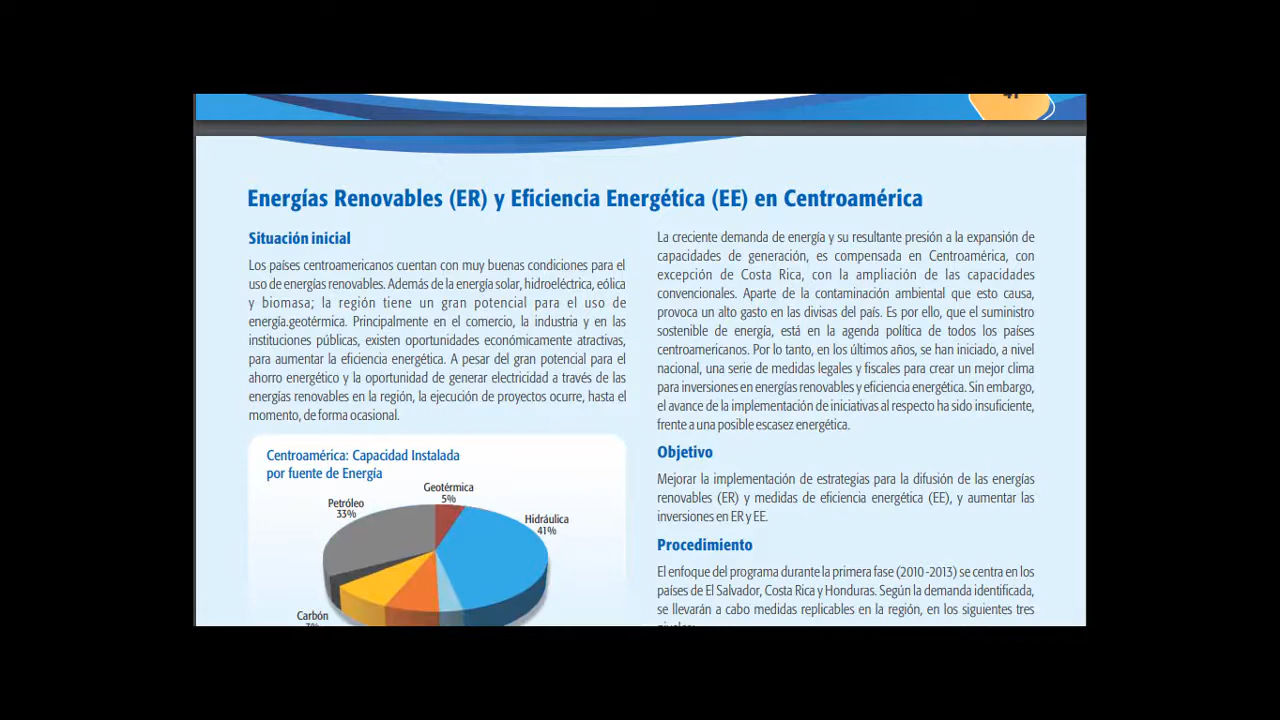 Energías Renovables (ER) y Eficiencia Energética (EE) en Centroamérica
Situación inicial
Los países centroamericanos cuentan con muy buenas condiciones para el
uso de energías renovables. Además de la energía solar, hidroeléctrica, eólica
y biomasa; la región tiene un gran potencial para el uso de
energía.geotérmica. Principalmente en el comercio, la industria y en las
instituciones públicas, existen oportunidades económicamente atractivas,
para aumentar la eficiencia energética. A pesar del gran potencial para el
ahorro energético y la oportunidad de generar electricidad a través de las
energías renovables en la región, la ejecución de proyectos ocurre, hasta el
momento, de forma ocasional.
Centroamérica: Capacidad Instalada
por fuente de Energía
Geotérmica
5%
Petróleo
33%
Hidráulica
41%
Carbón
La creciente demanda de energía y su resultante presión a la expansión de
capacidades de generación, es compensada en Centroamérica, con
excepción de Costa Rica, con la ampliación de las capacidades
convencionales. Aparte de la contaminación ambiental que esto causa,
provoca un alto gasto en las divisas del país. Es por ello, que el suministro
sostenible de energía, está en la agenda política de todos los países
centroamericanos. Por lo tanto, en los últimos años, se han iniciado, a nivel
nacional, una serie de medidas legales y fiscales para crear un mejor clima
para inversiones en energías renovables y eficiencia energética. Sin embargo,
el avance de la implementación de iniciativas al respecto ha sido insuficiente,
frente a una posible escasez energética.
Objetivo
Mejorar la implementación de estrategias para la difusión de las energías
renovables (ER) y medidas de eficiencia energética (EE), y aumentar las
inversiones en ER y EE.
Procedimiento
El enfoque del programa durante la primera fase (2010-2013) se centra en los
países de El Salvador, Costa Rica y Honduras. Según la demanda identificada,
se llevarán a cabo medidas replicables en la región, en los siguientes tres